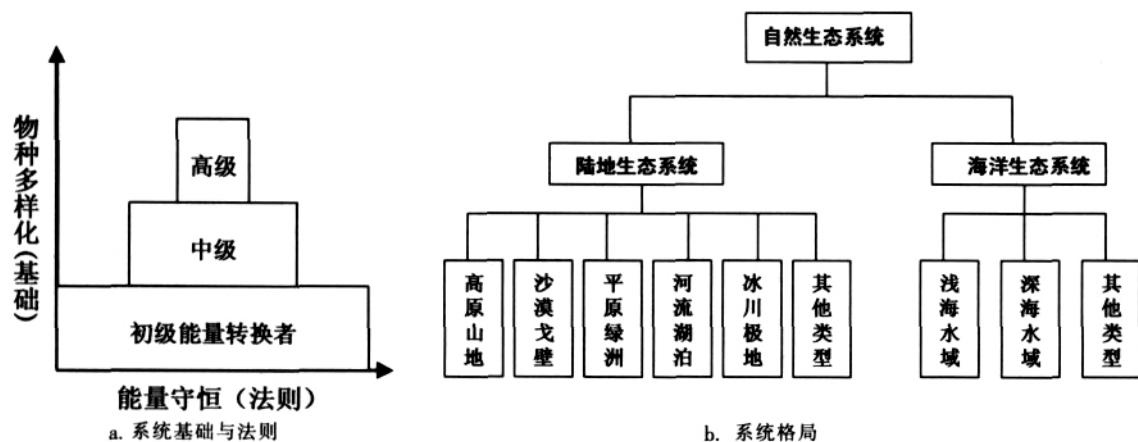 物种多样化(基础)
高级
中级
初级能量转换者
能量守恒（法则）
a. 系统基础与法则
自然生态系统
陆地生态系统
海洋生态系统
高原山地
沙漠戈壁
平原绿洲
河流湖泊
冰川极地
其他类型
浅海水域
深海水域
其他类型
b. 系统格局